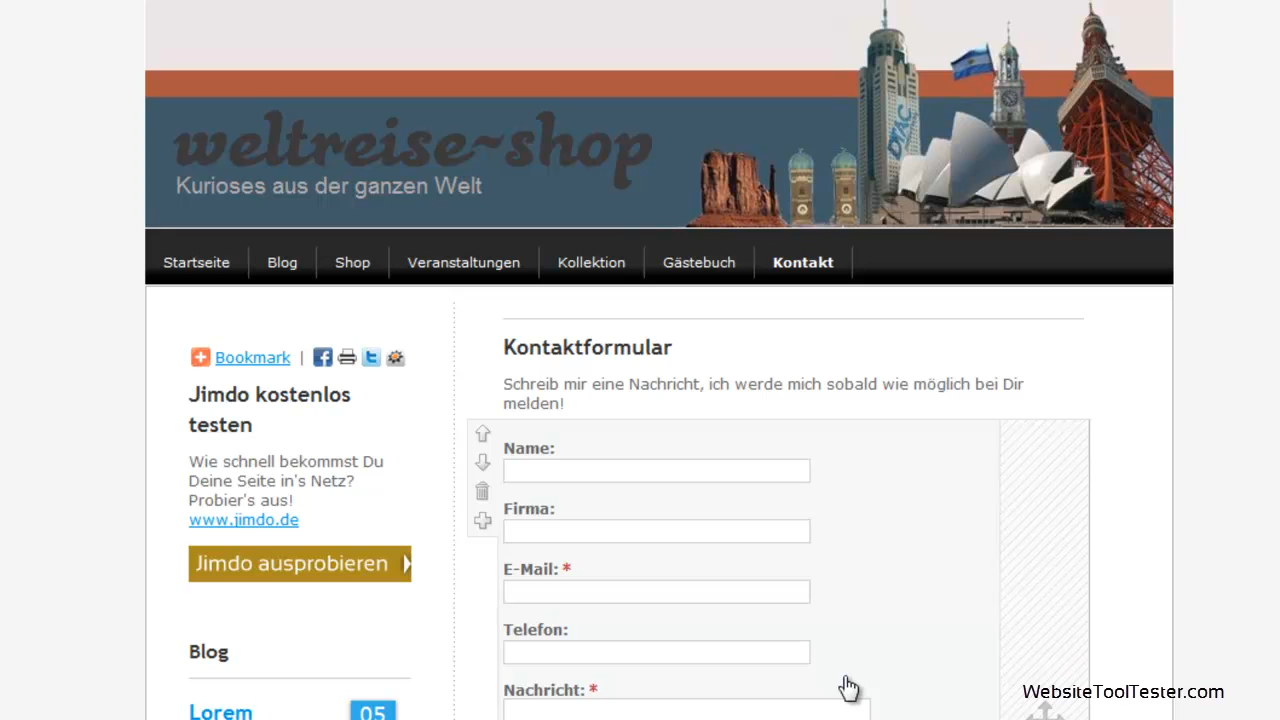 DTAC
weltreise~shop
Kurioses aus der ganzen Welt
Startseite
Blog
Shop
Veranstaltungen
Kollektion
Gästebuch
Kontakt
Bookmark |
Jimdo kostenlos
testen
Wie schnell bekommst Du
Deine Seite in's Netz?
Probier's aus!
www.jimdo.de
Jimdo ausprobieren
Blog
Lorem
05
Kontaktformular
Schreib mir eine Nachricht, ich werde mich sobald wie möglich bei Dir
melden!
Name:
Firma:
E-Mail: *
Telefon:
Nachricht: *
WebsiteToolTester.com